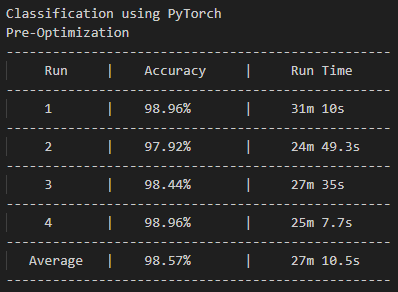 Classification using PyTorch
Pre-Optimization
--------------------------------------------------
| Run | Accuracy | Run Time
--------------------------------------------------
| 1 | 98.96% | 31m 10s
--------------------------------------------------
| 2 | 97.92% | 24m 49.3s
--------------------------------------------------
| 3 | 98.44% | 27m 35s
--------------------------------------------------
| 4 | 98.96% | 25m 7.7s
--------------------------------------------------
| Average | 98.57% | 27m 10.5s
--------------------------------------------------